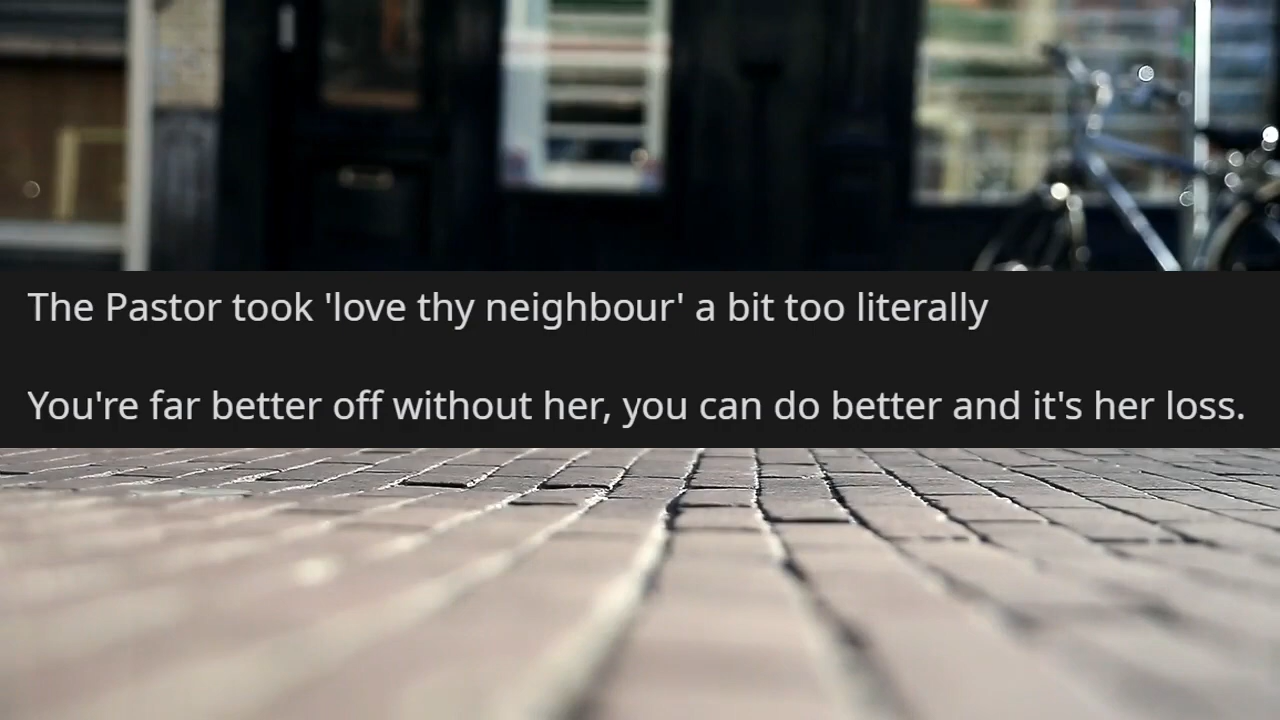 The Pastor took 'love thy neighbour' a bit too literally
You're far better off without her, you can do better and it's her loss.